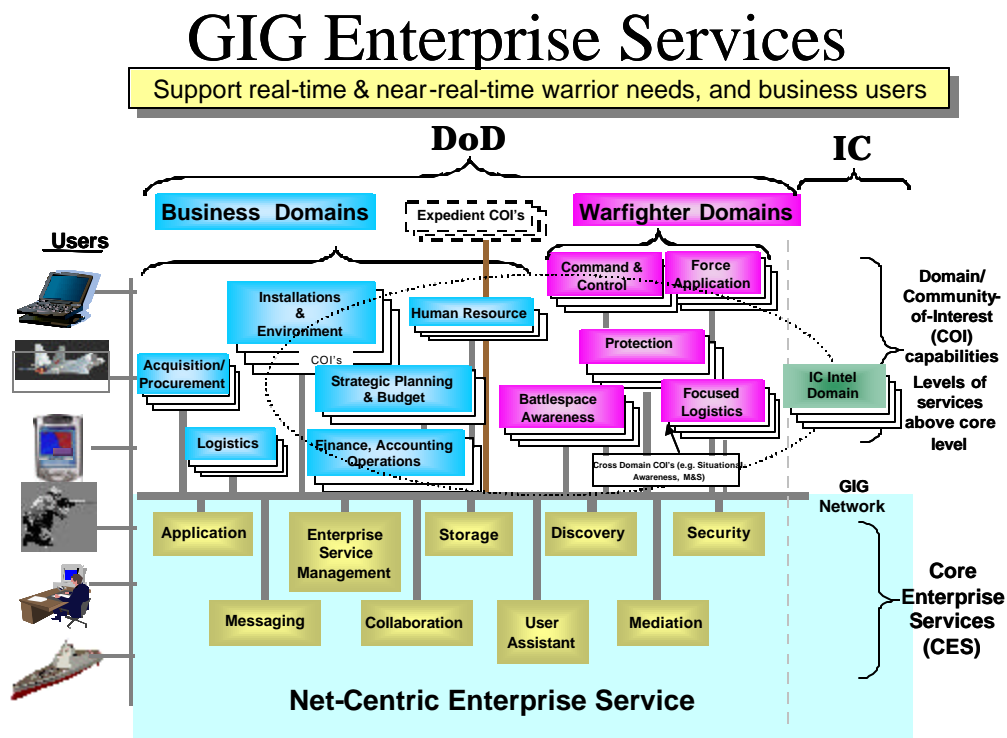 GIG Enterprise Services
Support real-time & near-real-time warrior needs, and business users
DoD
IC
Business Domains
Expedient COI's
Warfighter Domains
Users
Installations
&
Environment
COI's
Human Resource
Command &
Control
Force
Application
Acquisition/
Procurement
Strategic Planning
& Budget
Protection
Battlespace
Awareness
Focused
Logistics
IC Intel
Domain
Logistics
Finance, Accounting
Operations
Cross Domain COI's (e.g. Situational
Awareness, M&S)
Domain/
Community-
of-Interest
(COI)
capabilities
Levels of
services
above core
level
GIG
Network
Application
Enterprise
Service
Management
Storage
Discovery
Security
Messaging
Collaboration
User
Assistant
Mediation
Core
Enterprise
Services
(CES)
Net-Centric Enterprise Service